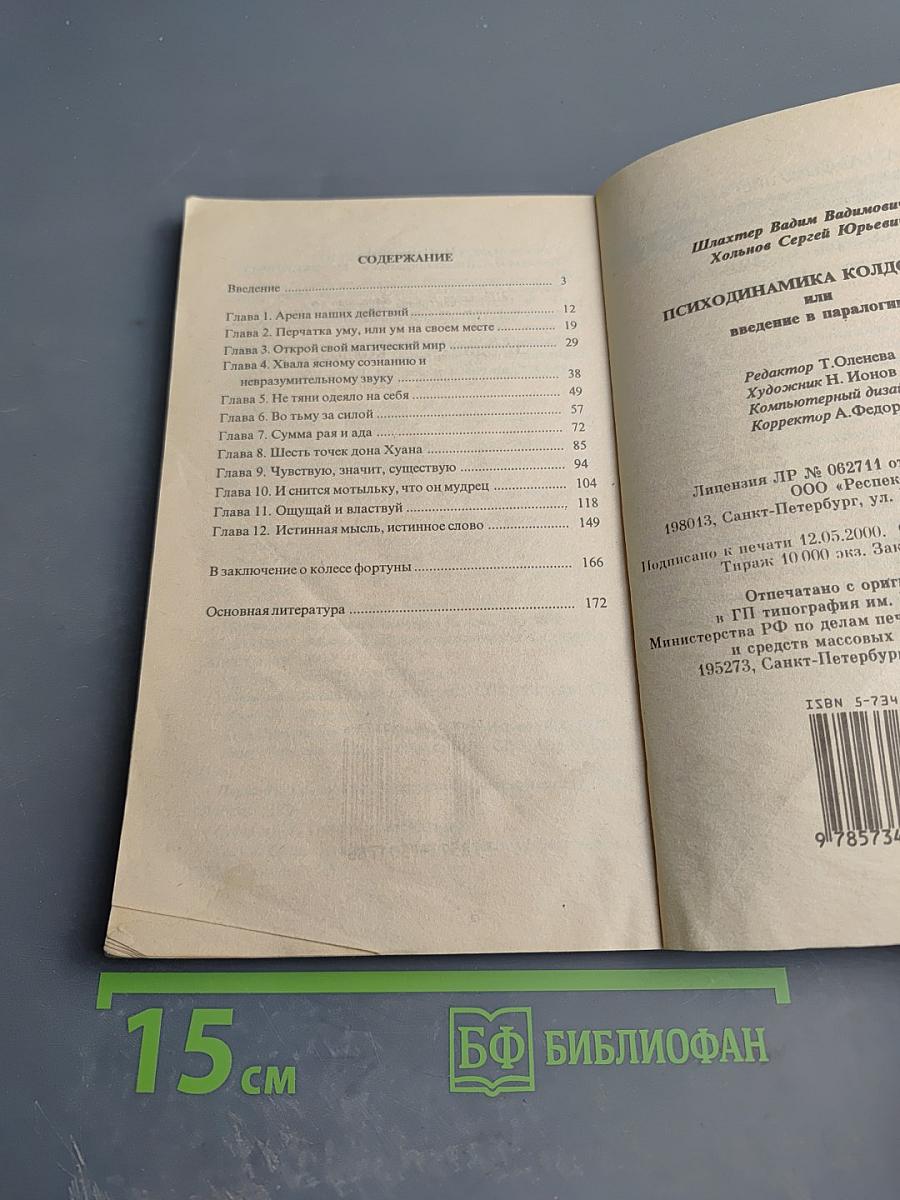 СОДЕРЖАНИЕ
Введение ........ 3
Глава 1. Арена наших действий ........ 12
Глава 2. Перчатка уму, или ум на своем месте ........ 19
Глава 3. Открой свой магический мир ........ 29
Глава 4. Хвала ясному сознанию и
невразумительному звуку ........ 38
Глава 5. Не тяни одеяло на себя ........ 49
Глава 6. Во тьму за силой ........ 57
Глава 7. Сумма рая и ада ........ 72
Глава 8. Шесть точек дона Хуана ........ 85
Глава 9. Чувствую, значит, существую ........ 94
Глава 10. И снится мотыльку, что он мудрец ........ 104
Глава 11. Ощущай и властвуй ........ 118
Глава 12. Истинная мысль, истинное слово ........ 149
В заключение о колесе фортуны ........ 166
Основная литература ........ 172
Шлахтер Вадим Вадимович
Хольнов Сергей Юрьеви
ПСИХОДИНАМИКА КОЛДО
или
введение в паралоги
Редактор Т.Оленева
Художник Н. Ионов
Компьютерный дизай
Корректор А.Федор
Лицензия ЛР № 062711 от
ООО «Респек
198013, Санкт-Петербург, ул.
Подписано к печати 12.05.2000.
Тираж 10 000 экз. Зак
Отпечатано с ориги
в ГП типография им.
Министерства РФ по делам печ
и средств массовых
195273, Санкт-Петербург
ISBN 5-734
9 785734
15 см
БФ БИБЛИОФАН